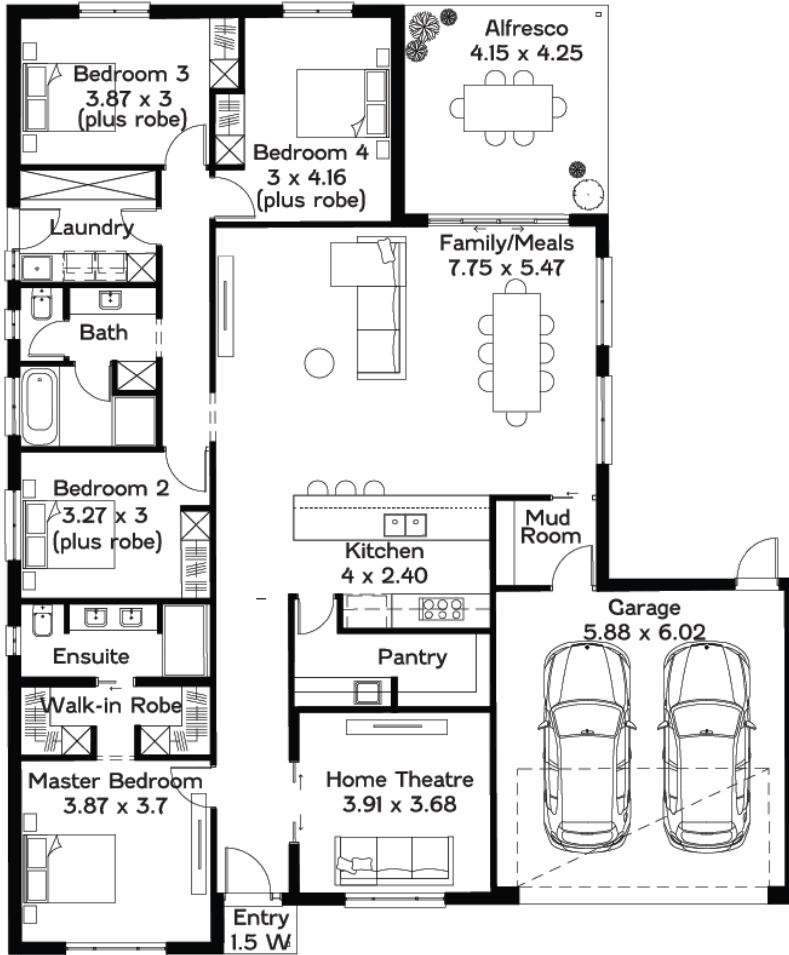 Bedroom 3
3.87 x 3
(plus robe)
Bedroom 4
3 x 4.16
(plus robe)
Alfresco
4.15 x 4.25
Laundry
Family/Meals
7.75 x 5.47
Bath
Bedroom 2
3.27 x 3
(plus robe)
Mud
Room
Kitchen
4 x 2.40
Garage
5.88 x 6.02
Ensuite
Pantry
Walk-in Robe
Master Bedroom
3.87 x 3.7
Home Theatre
3.91 x 3.68
Entry
1.5 W